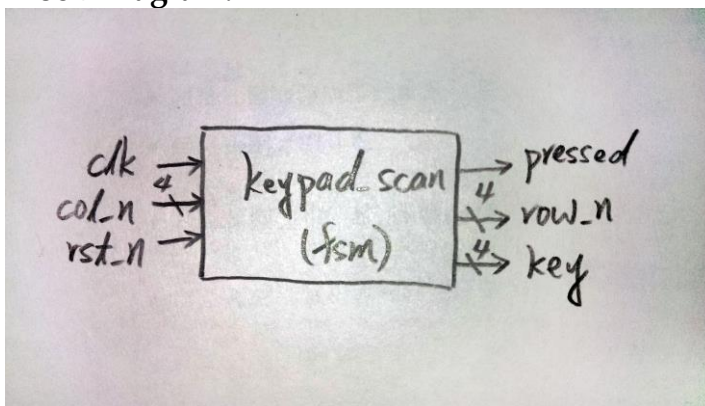 clk
4
col_n
rst_n
keypad_scan
(fsm)
pressed
4
row_n
4
key